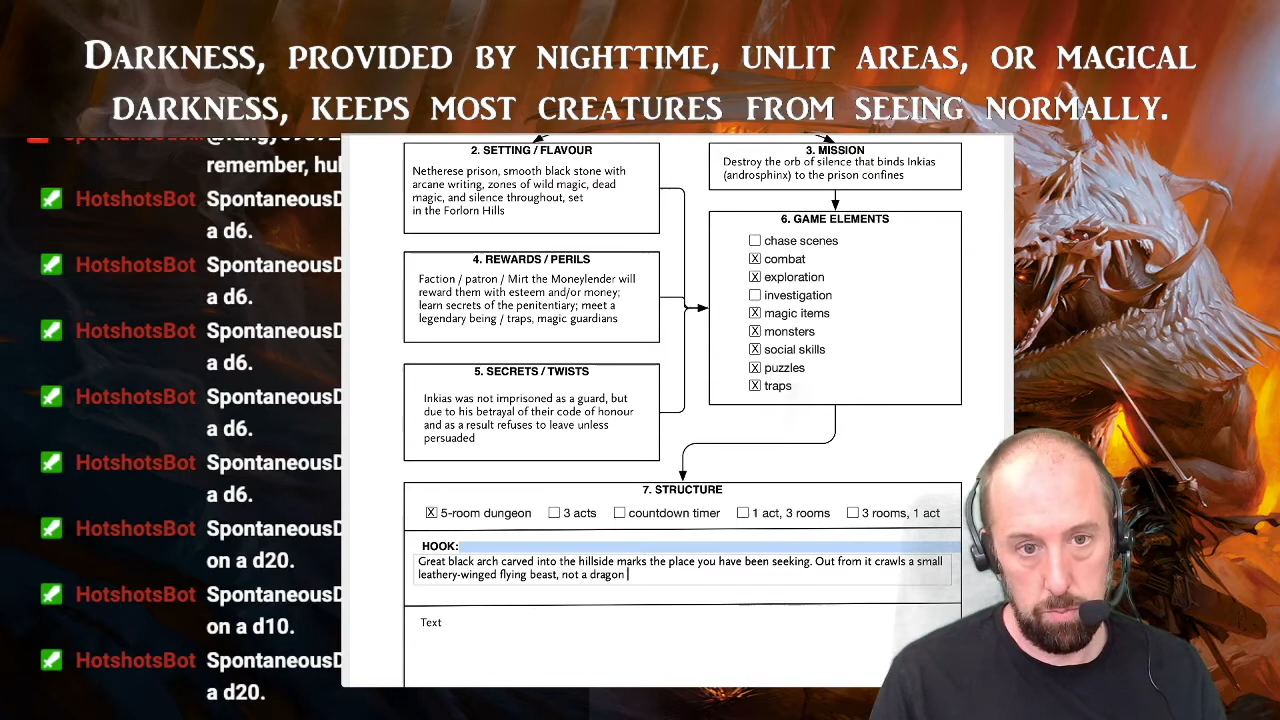 DARKNESS, PROVIDED BY NIGHTTIME, UNLIT AREAS, OR MAGICAL
DARKNESS, KEEPS MOST CREATURES FROM SEEING NORMALLY.
remember, hul
HotshotsBot SpontaneousD
a d6.
HotshotsBot SpontaneousD
a d6.
HotshotsBot SpontaneousD
a d6.
HotshotsBot SpontaneousD
a d6.
HotshotsBot SpontaneousD
a d6.
HotshotsBot SpontaneousD
on a d20.
HotshotsBot SpontaneousD
on a d10.
HotshotsBot SpontaneousD
a d20.
2. SETTING / FLAVOUR
Netherese prison, smooth black stone with
arcane writing, zones of wild magic, dead
magic, and silence throughout, set
in the Forlorn Hills
3. MISSION
Destroy the orb of silence that binds Inkias
(androsphinx) to the prison confines
4. REWARDS / PERILS
Faction / patron / Mirt the Moneylender will
reward them with esteem and/or money;
learn secrets of the penitentiary; meet a
legendary being / traps, magic guardians
5. SECRETS / TWISTS
Inkias was not imprisoned as a guard, but
due to his betrayal of their code of honour
and as a result refuses to leave unless
persuaded
6. GAME ELEMENTS
chase scenes
X combat
X exploration
investigation
X magic items
X monsters
X social skills
X puzzles
X traps
7. STRUCTURE
X 5-room dungeon 3 acts countdown timer 1 act, 3 rooms 3 rooms, 1 act
HOOK:
Great black arch carved into the hillside marks the place you have been seeking. Out from it crawls a small
leathery-winged flying beast, not a dragon
Text